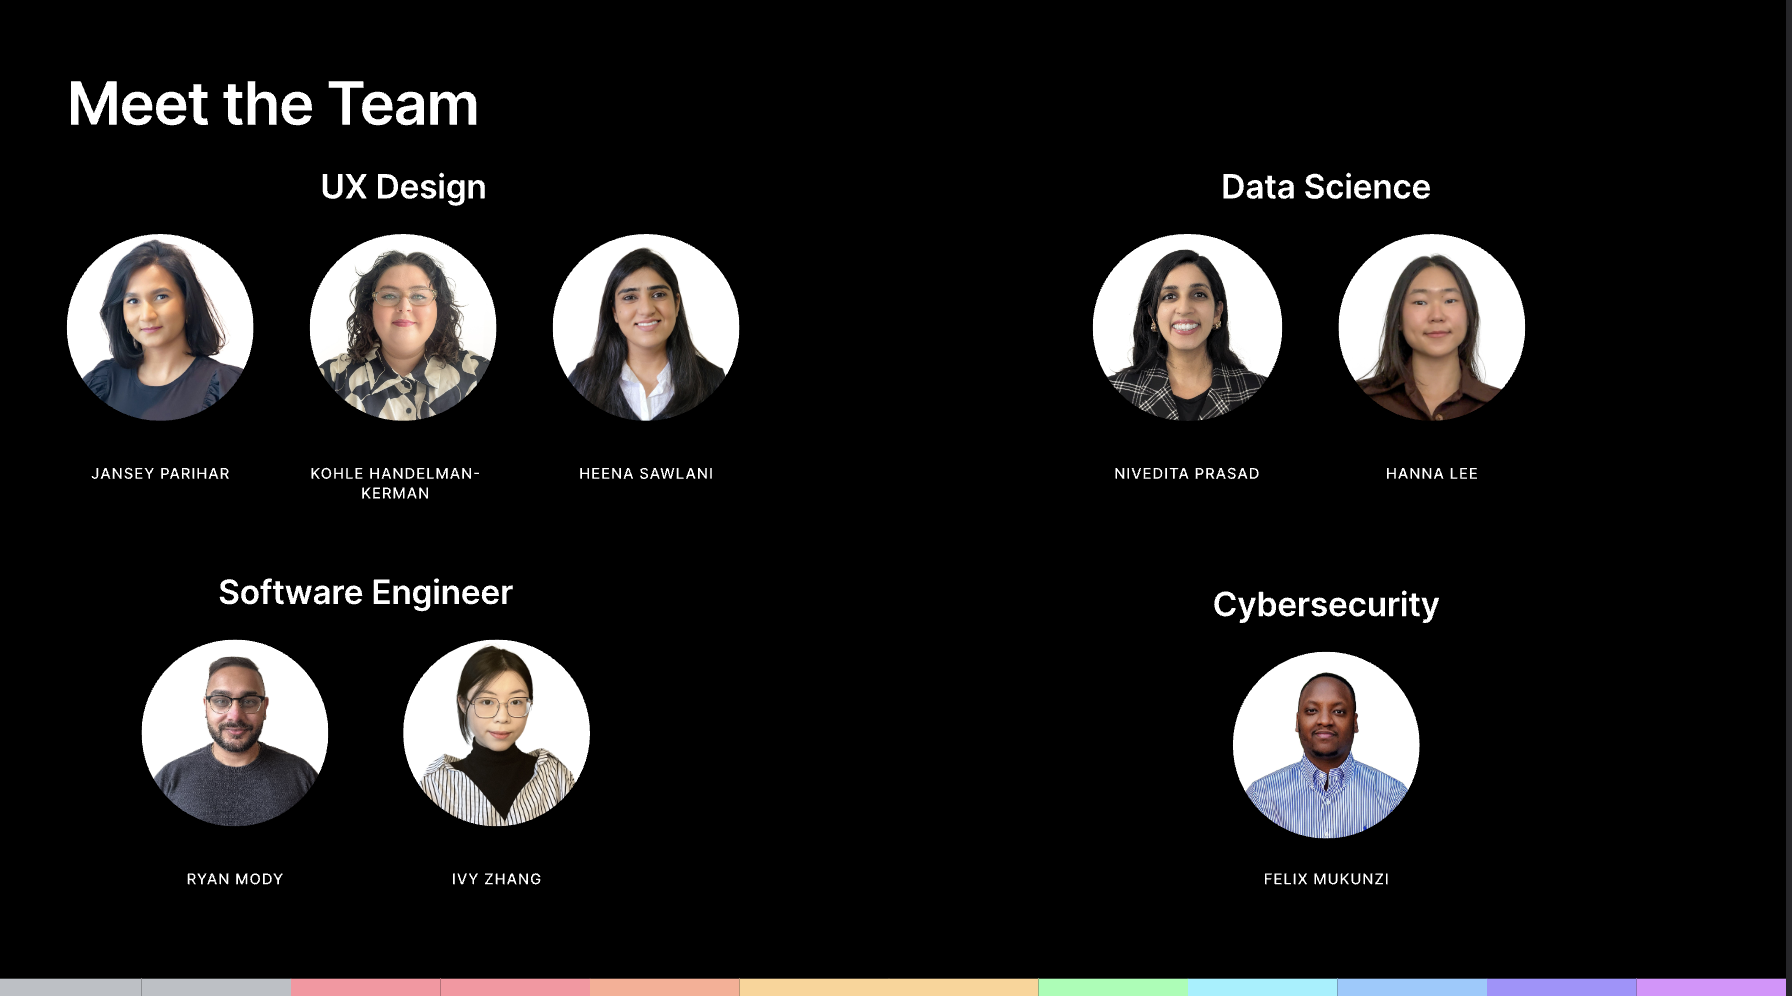 Meet the Team
UX Design
JANSEY PARIHAR
KOHLE HANDELMAN-
KERMAN
HEENA SAWLANI
Data Science
NIVEDITA PRASAD
HANNA LEE
Software Engineer
RYAN MODY
IVY ZHANG
Cybersecurity
FELIX MUKUNZI